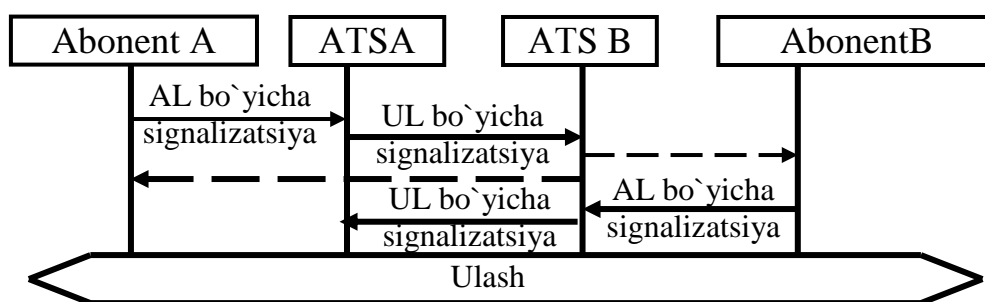 Abonent A
ATSA
ATS B
AbonentB
AL bo`yicha
signalizatsiya
UL bo`yicha
signalizatsiya
UL bo`yicha
signalizatsiya
AL bo`yicha
signalizatsiya
Ulash